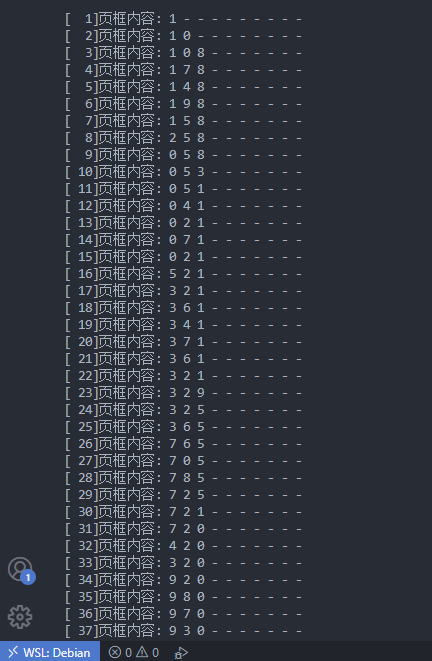 [  1]页框内容: 1 - - - - - - - - -
[  2]页框内容: 1 0 - - - - - - - -
[  3]页框内容: 1 0 8 - - - - - - -
[  4]页框内容: 1 7 8 - - - - - - -
[  5]页框内容: 1 4 8 - - - - - - -
[  6]页框内容: 1 9 8 - - - - - - -
[  7]页框内容: 1 5 8 - - - - - - -
[  8]页框内容: 2 5 8 - - - - - - -
[  9]页框内容: 0 5 8 - - - - - - -
[ 10]页框内容: 0 5 3 - - - - - - -
[ 11]页框内容: 0 5 1 - - - - - - -
[ 12]页框内容: 0 4 1 - - - - - - -
[ 13]页框内容: 0 2 1 - - - - - - -
[ 14]页框内容: 0 7 1 - - - - - - -
[ 15]页框内容: 0 2 1 - - - - - - -
[ 16]页框内容: 5 2 1 - - - - - - -
[ 17]页框内容: 3 2 1 - - - - - - -
[ 18]页框内容: 3 6 1 - - - - - - -
[ 19]页框内容: 3 4 1 - - - - - - -
[ 20]页框内容: 3 7 1 - - - - - - -
[ 21]页框内容: 3 6 1 - - - - - - -
[ 22]页框内容: 3 2 1 - - - - - - -
[ 23]页框内容: 3 2 9 - - - - - - -
[ 24]页框内容: 3 2 5 - - - - - - -
[ 25]页框内容: 3 6 5 - - - - - - -
[ 26]页框内容: 7 6 5 - - - - - - -
[ 27]页框内容: 7 0 5 - - - - - - -
[ 28]页框内容: 7 8 5 - - - - - - -
[ 29]页框内容: 7 2 5 - - - - - - -
[ 30]页框内容: 7 2 1 - - - - - - -
[ 31]页框内容: 7 2 0 - - - - - - -
[ 32]页框内容: 4 2 0 - - - - - - -
[ 33]页框内容: 3 2 0 - - - - - - -
[ 34]页框内容: 9 2 0 - - - - - - -
[ 35]页框内容: 9 8 0 - - - - - - -
[ 36]页框内容: 9 7 0 - - - - - - -
[ 37]页框内容: 9 3 0 - - - - - - -
1
WSL: Debian 0 0